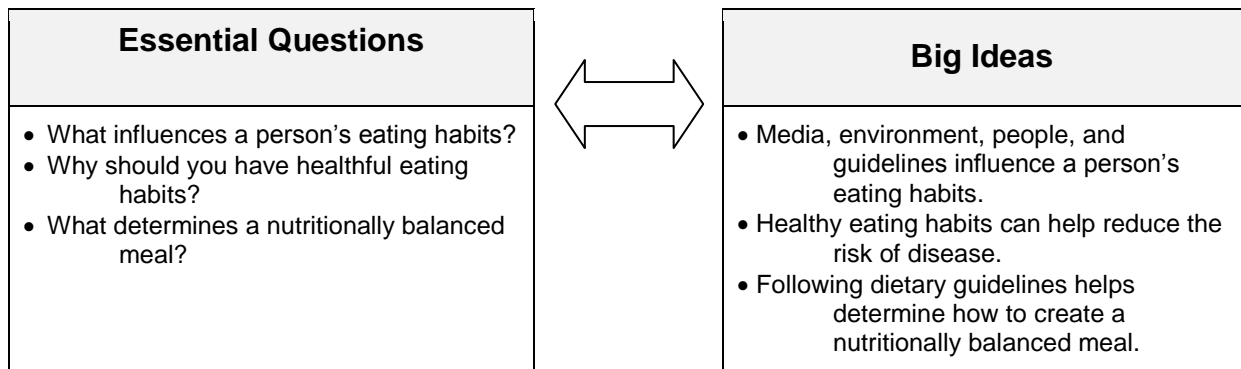 Essential Questions
• What influences a person’s eating habits?
• Why should you have healthful eating
habits?
• What determines a nutritionally balanced
meal?
Big Ideas
• Media, environment, people, and
guidelines influence a person’s
eating habits.
• Healthy eating habits can help reduce the
risk of disease.
• Following dietary guidelines helps
determine how to create a
nutritionally balanced meal.